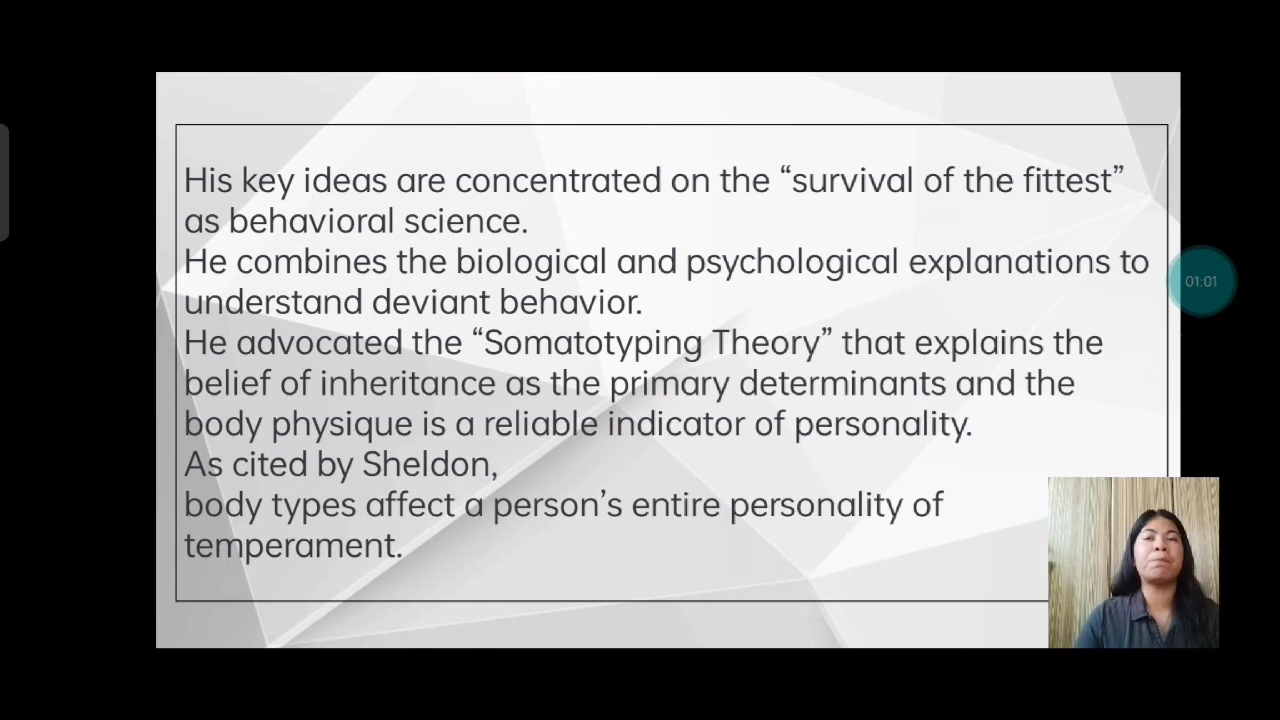 His key ideas are concentrated on the “survival of the fittest”
as behavioral science.
He combines the biological and psychological explanations to
understand deviant behavior.
He advocated the “Somatotyping Theory” that explains the
belief of inheritance as the primary determinants and the
body physique is a reliable indicator of personality.
As cited by Sheldon,
body types affect a person’s entire personality of
temperament.
01:01